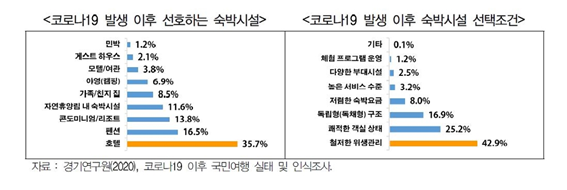 <코로나19 발생 이후 선호하는 숙박시설>
민박 1.2%
게스트 하우스 2.1%
모텔/여관 3.8%
야영(캠핑) 6.9%
가족/친지 집 8.5%
자연휴양림 내 숙박시설 11.6%
콘도미니엄/리조트 13.8%
펜션 16.5%
호텔 35.7%
<코로나19 발생 이후 숙박시설 선택조건>
기타 0.1%
체험 프로그램 운영 1.2%
다양한 부대시설 2.5%
높은 서비스 수준 3.2%
저렴한 숙박요금 8.0%
독립형(독채형) 구조 16.9%
쾌적한 객실 상태 25.2%
철저한 위생관리 42.9%
자료 : 경기연구원(2020), 코로나19 이후 국민여행 실태 및 인식조사.